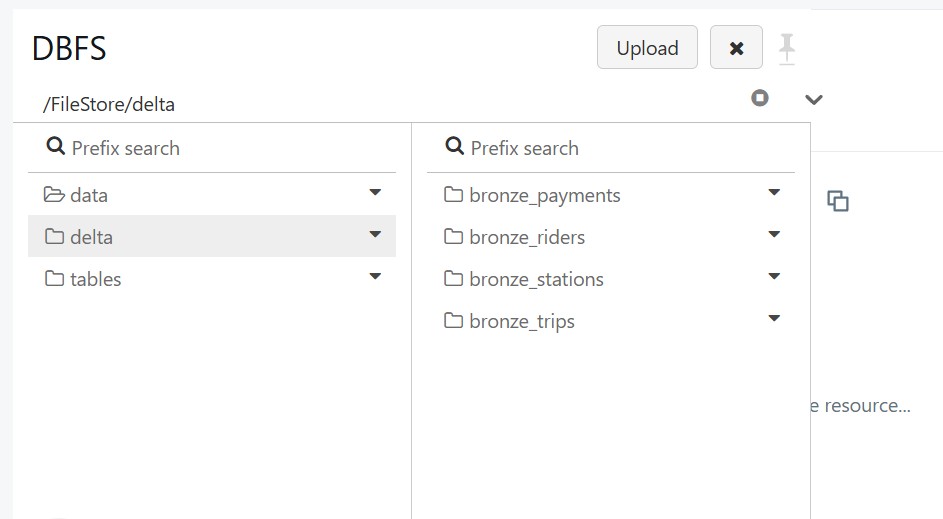 DBFS
Upload
/FileStore/delta
Prefix search
data
delta
tables
Prefix search
bronze_payments
bronze_riders
bronze_stations
bronze_trips
resource...